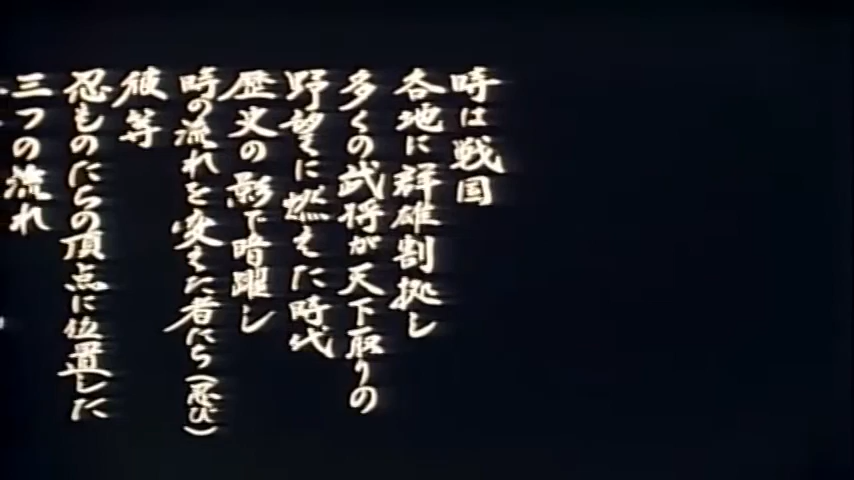 時は戦国
各地に群雄割拠し
多くの武将が天下取りの
野望に燃えた時代
歴史の影で暗躍し
時の流れを変えた者たち（忍び）
彼等
忍ものたちの頂点に位置した
三つの流れ